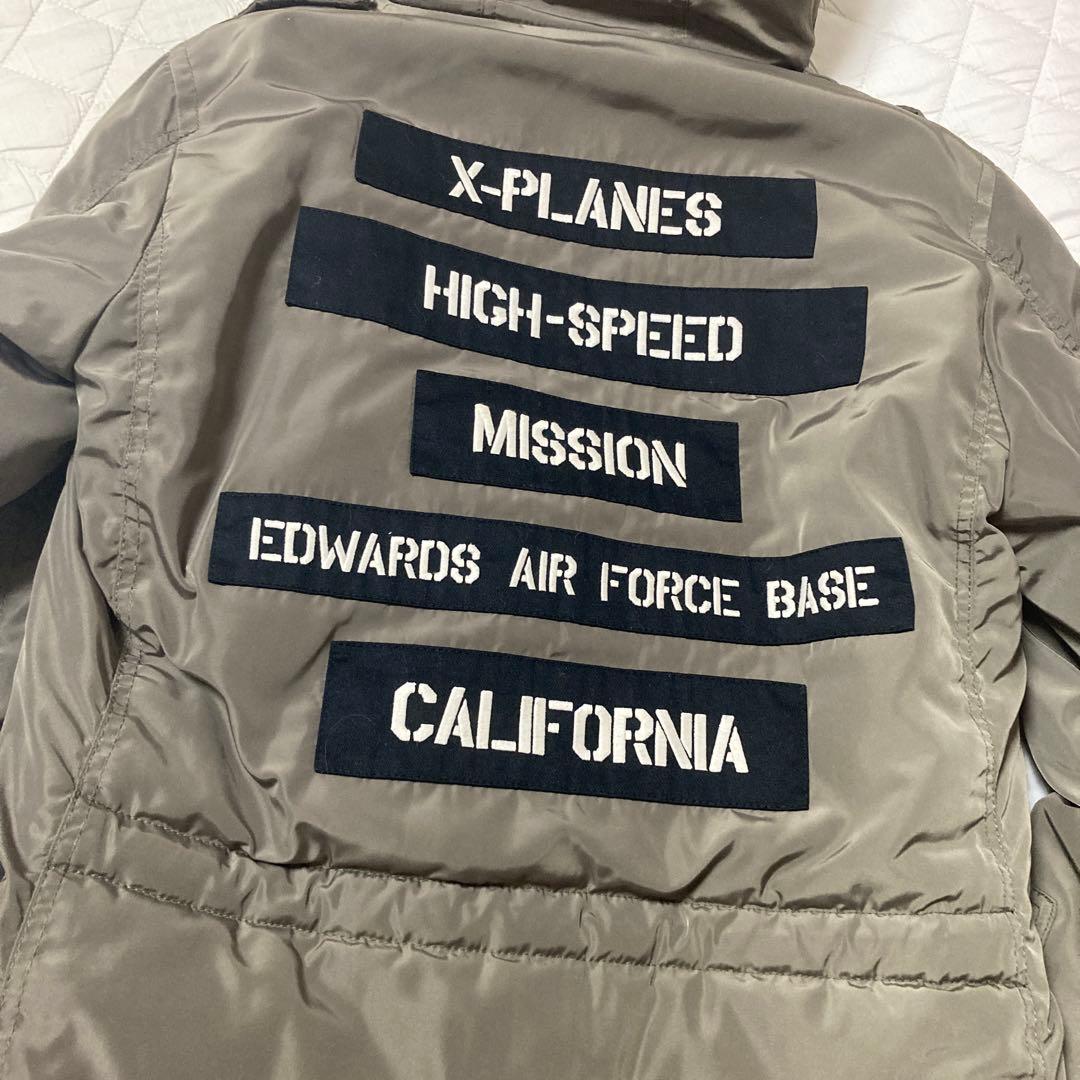 X-PLANES
HIGH-SPEED
MISSION
EDWARDS AIR FORCE BASE
CALIFORNIA